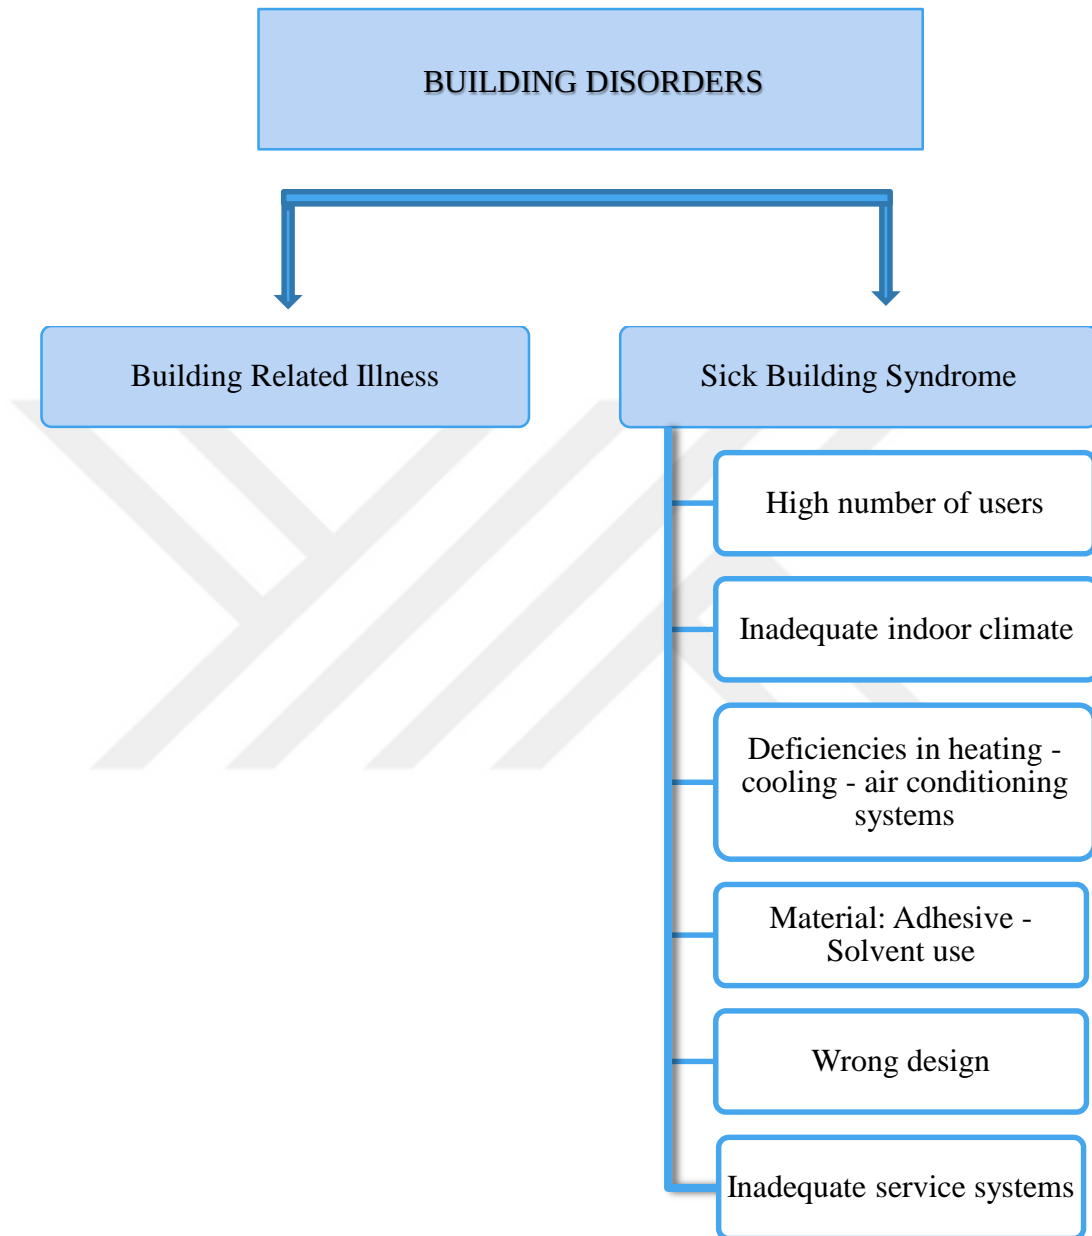 BUILDING DISORDERS
Building Related Illness
Sick Building Syndrome
High number of users
Inadequate indoor climate
Deficiencies in heating -
cooling - air conditioning
systems
Material: Adhesive -
Solvent use
Wrong design
Inadequate service systems